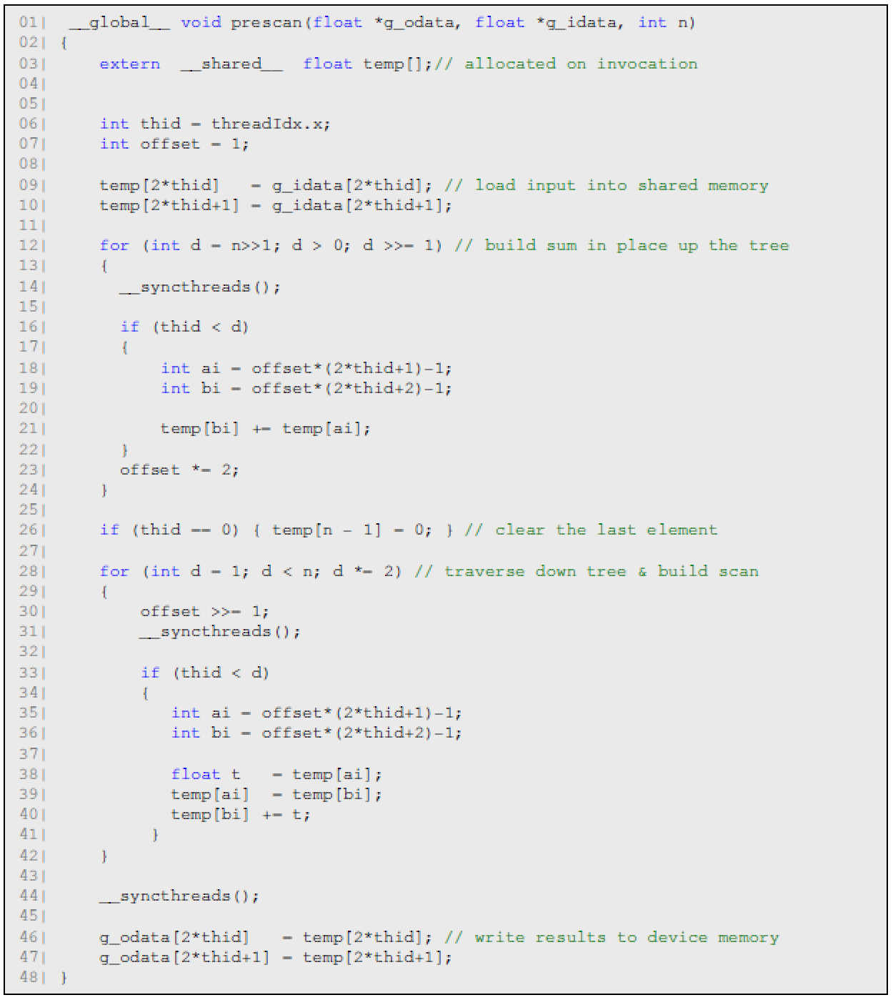 01| __global__ void prescan(float *g_odata, float *g_idata, int n)
02| {
03| extern __shared__ float temp[];// allocated on invocation
04|
05|
06| int thid = threadIdx.x;
07| int offset = 1;
08|
09| temp[2*thid] = g_idata[2*thid]; // load input into shared memory
10| temp[2*thid+1] = g_idata[2*thid+1];
11|
12| for (int d = n>>1; d > 0; d >>= 1) // build sum in place up the tree
13| {
14| __syncthreads();
15|
16| if (thid < d)
17| {
18| int ai = offset*(2*thid+1)-1;
19| int bi = offset*(2*thid+2)-1;
20|
21| temp[bi] += temp[ai];
22| }
23| offset *= 2;
24| }
25|
26| if (thid == 0) { temp[n - 1] = 0; } // clear the last element
27|
28| for (int d = 1; d < n; d *= 2) // traverse down tree & build scan
29| {
30| offset >>= 1;
31| __syncthreads();
32|
33| if (thid < d)
34| {
35| int ai = offset*(2*thid+1)-1;
36| int bi = offset*(2*thid+2)-1;
37|
38| float t = temp[ai];
39| temp[ai] = temp[bi];
40| temp[bi] += t;
41| }
42| }
43|
44| __syncthreads();
45|
46| g_odata[2*thid] = temp[2*thid]; // write results to device memory
47| g_odata[2*thid+1] = temp[2*thid+1];
48| }